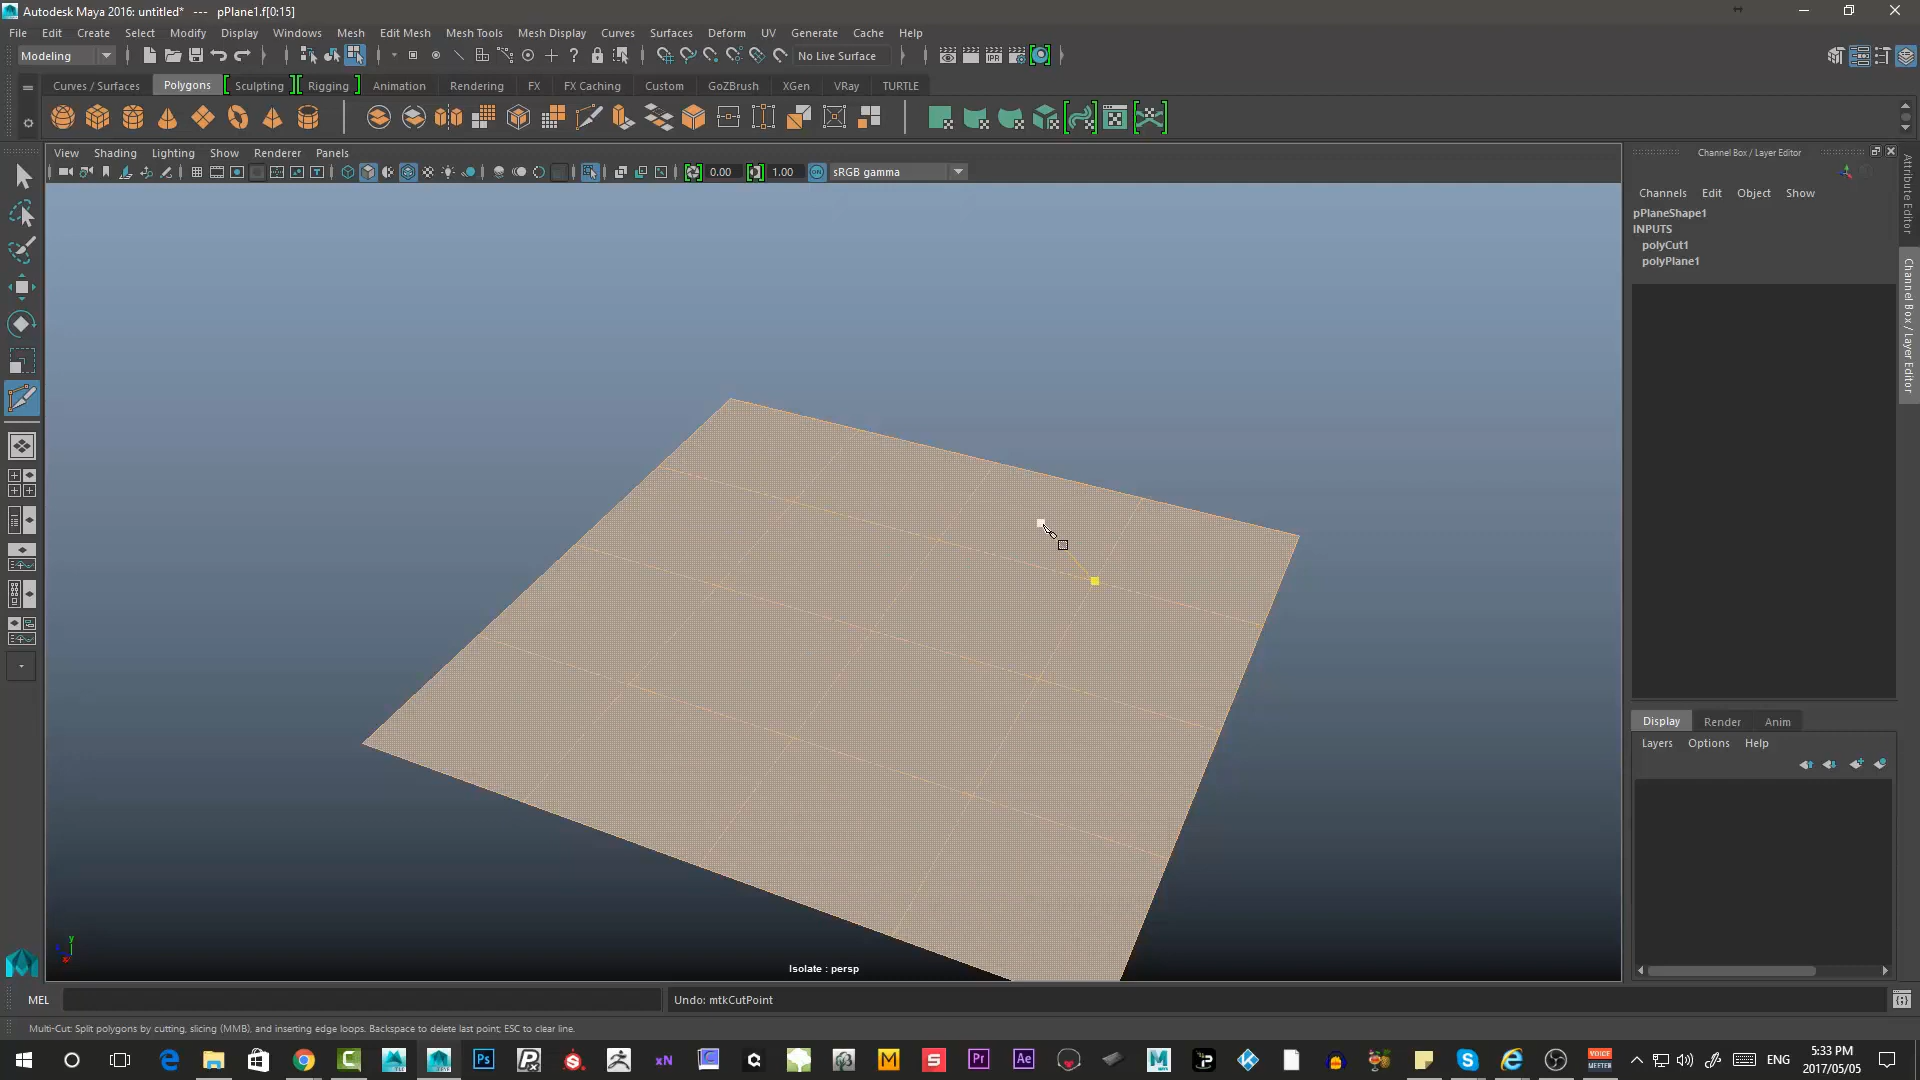 Autodesk Maya 2016: untitled* --- pPlane1.f[0:15]
File Edit Create Select Modify Display Windows Mesh Edit Mesh Mesh Tools Mesh Display Curves Surfaces Deform UV Generate Cache Help
Modeling No Live Surface
Curves / Surfaces Polygons Sculpting Rigging Animation Rendering FX FX Caching Custom GoZBrush XGen VRay TURTLE
View Shading Lighting Show Renderer Panels
0.00 1.00 sRGB gamma
Channel Box / Layer Editor
Channels Edit Object Show
pPlaneShape1
INPUTS
polyCut1
polyPlane1
Attribute Editor
Channel Box / Layer Editor
Display Render Anim
Layers Options Help
y
Isolate : persp
MEL
Undo: mtkCutPoint
Multi-Cut: Split polygons by cutting, slicing (MMB), and inserting edge loops. Backspace to delete last point; ESC to clear line.
ENG
5:33 PM
2017/05/05